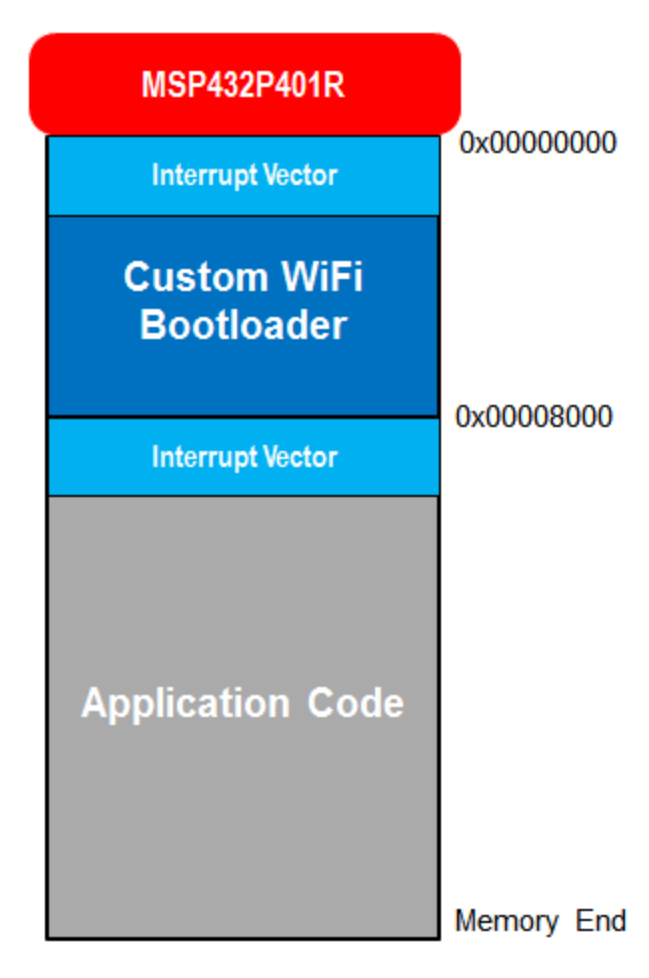 MSP432P401R
0x00000000
Interrupt Vector
Custom WiFi
Bootloader
0x00008000
Interrupt Vector
Application Code
Memory End